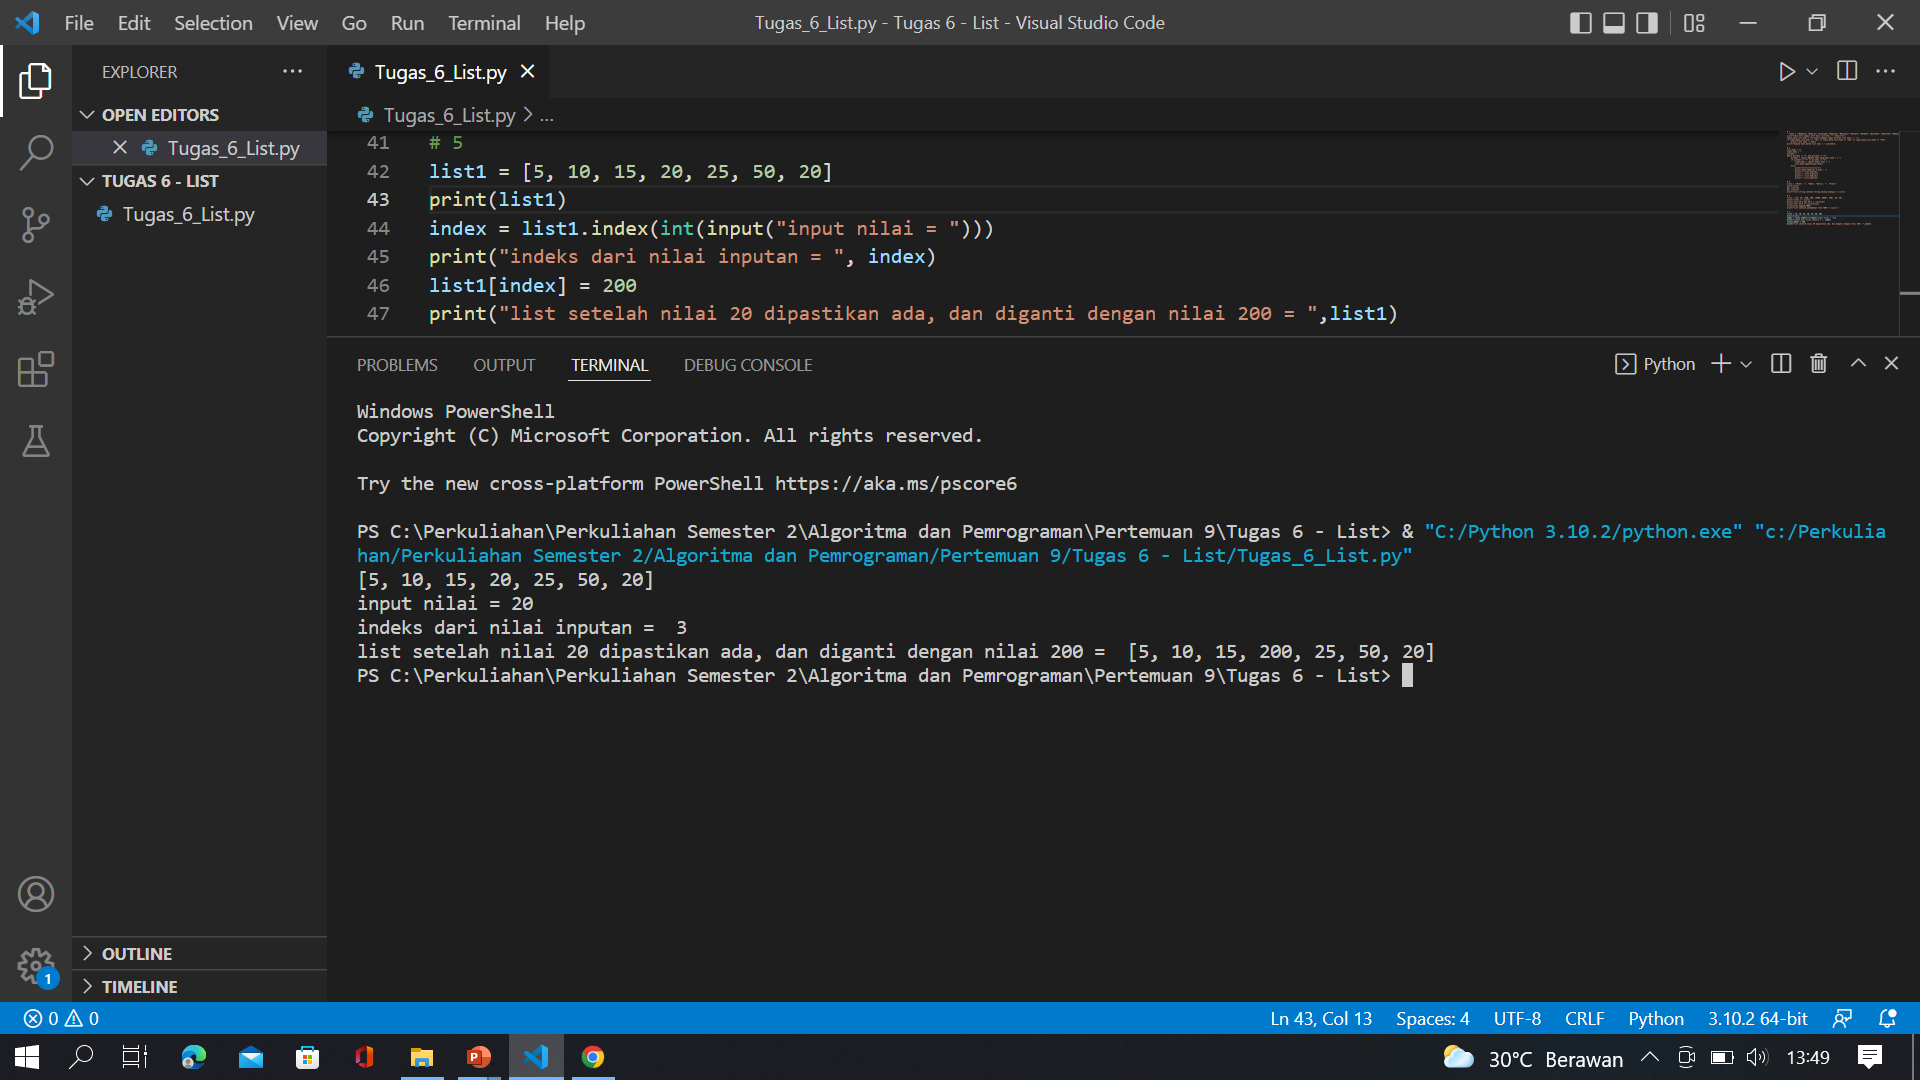 File Edit Selection View Go Run Terminal Help
Tugas_6_List.py - Tugas 6 - List - Visual Studio Code
EXPLORER
OPEN EDITORS
Tugas_6_List.py
TUGAS 6 - LIST
Tugas_6_List.py
OUTLINE
TIMELINE
Tugas_6_List.py
Tugas_6_List.py > ...
41 # 5
42 list1 = [5, 10, 15, 20, 25, 50, 20]
43 print(list1)
44 index = list1.index(int(input("input nilai = ")))
45 print("indeks dari nilai inputan = ", index)
46 list1[index] = 200
47 print("list setelah nilai 20 dipastikan ada, dan diganti dengan nilai 200 = ",list1)
PROBLEMS OUTPUT TERMINAL DEBUG CONSOLE
Python
Windows PowerShell
Copyright (C) Microsoft Corporation. All rights reserved.
Try the new cross-platform PowerShell https://aka.ms/pscore6
PS C:\Perkuliahan\Perkuliahan Semester 2\Algoritma dan Pemrograman\Pertemuan 9\Tugas 6 - List> & "C:/Python 3.10.2/python.exe" "c:/Perkulia
han/Perkuliahan Semester 2/Algoritma dan Pemrograman/Pertemuan 9/Tugas 6 - List/Tugas_6_List.py"
[5, 10, 15, 20, 25, 50, 20]
input nilai = 20
indeks dari nilai inputan =  3
list setelah nilai 20 dipastikan ada, dan diganti dengan nilai 200 =  [5, 10, 15, 200, 25, 50, 20]
PS C:\Perkuliahan\Perkuliahan Semester 2\Algoritma dan Pemrograman\Pertemuan 9\Tugas 6 - List>
1
0 0
Ln 43, Col 13 Spaces: 4 UTF-8 CRLF Python 3.10.2 64-bit
30°C Berawan 13:49